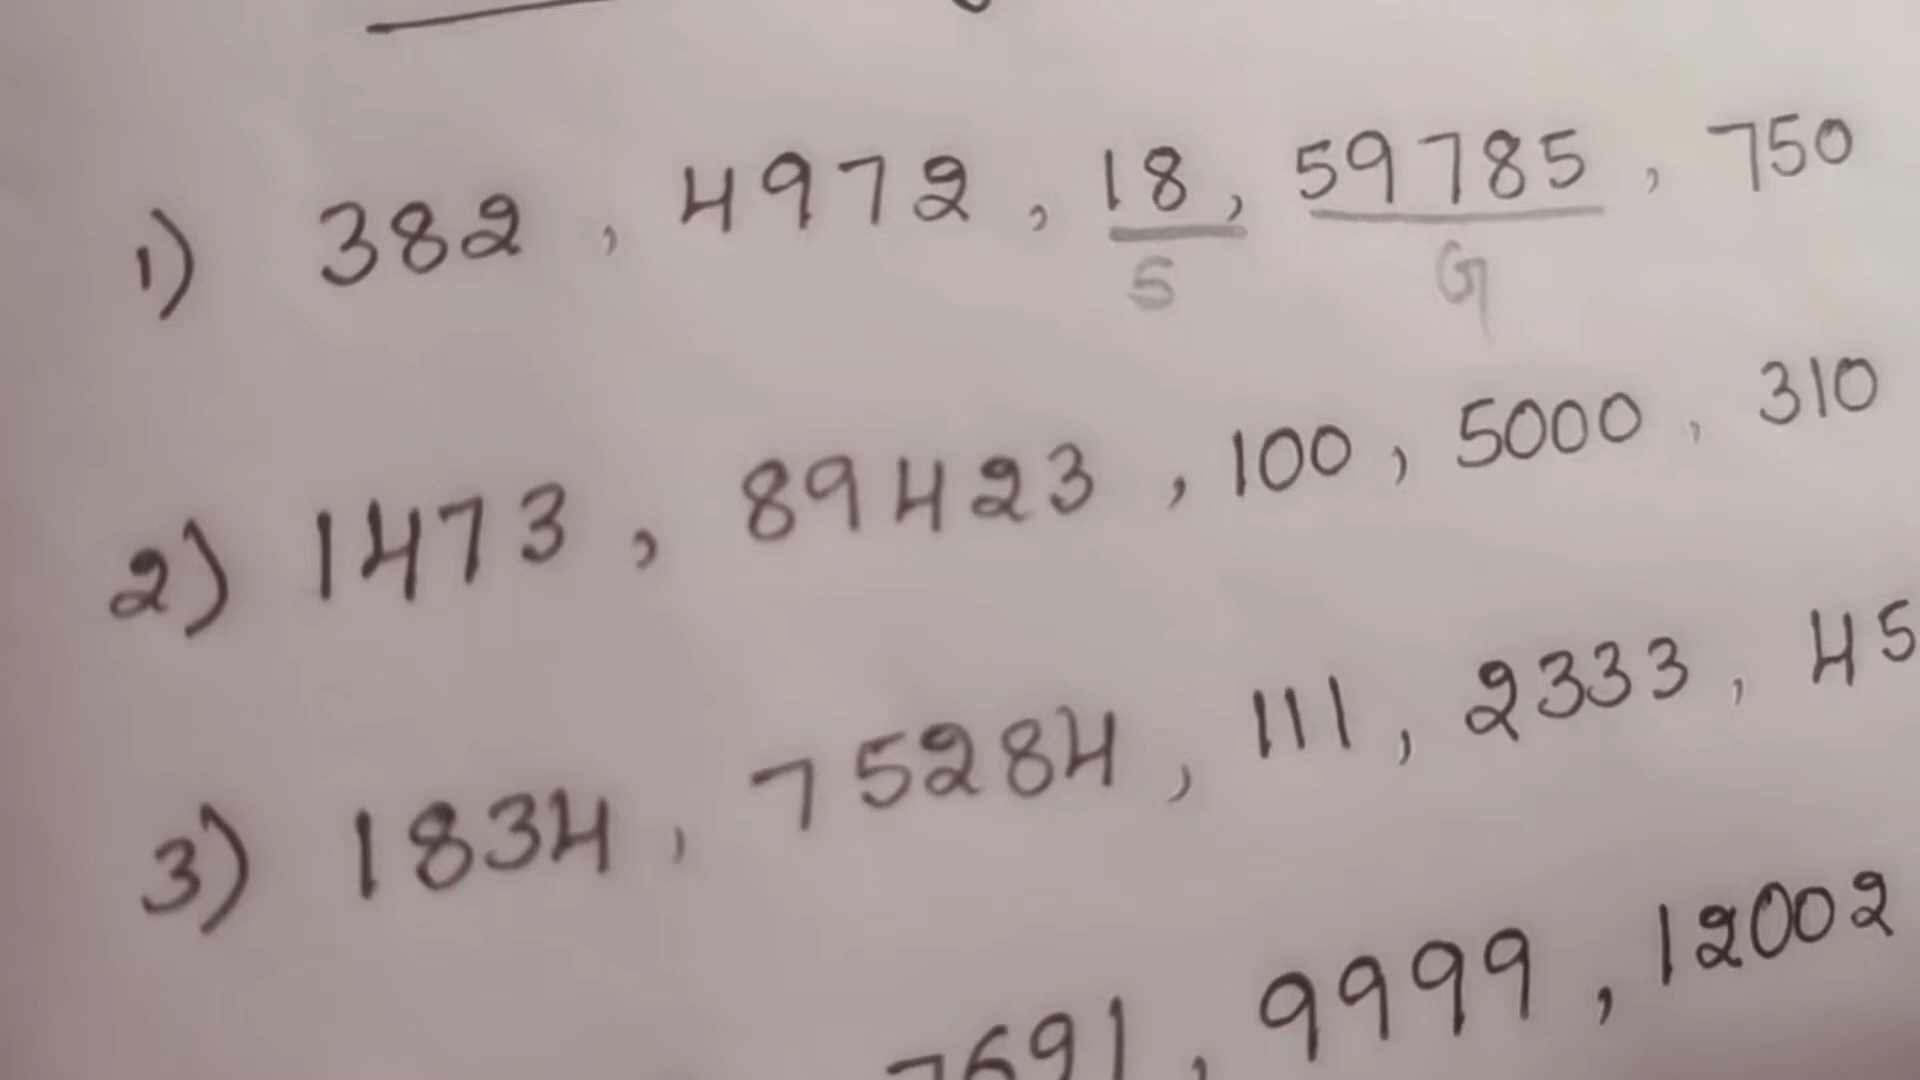 1) 382, 4972, 18, 59785, 750
S G
2) 1473, 89423, 100, 5000, 310
3) 1834, 75284, 111, 2333, 45
7691, 9999, 12002